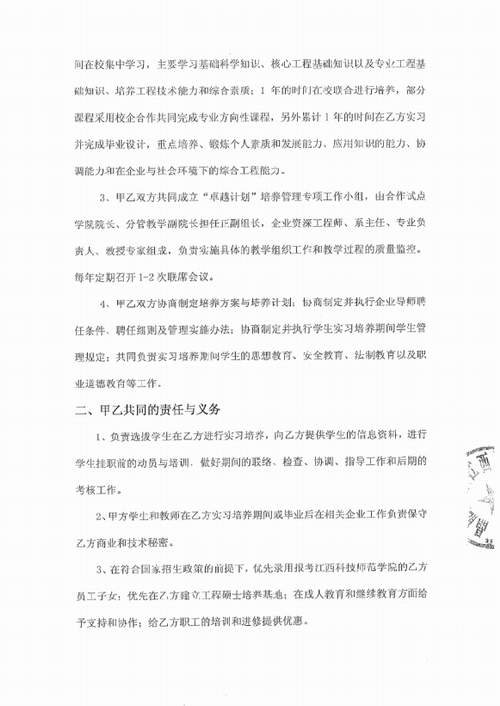 间在校集中学习，主要学习基础科学知识、核心工程基础知识以及专业工程基
础知识、培养工程技术能力和综合素质；1 年的时间在校联合进行培养，部分
课程采用校企合作共同完成专业方向性课程，另外累计 1 年的时间在乙方实习
并完成毕业设计，重点培养、锻炼个人素质和发展能力、应用知识的能力、协
调能力和在企业与社会环境下的综合工程能力。
3、甲乙双方共同成立“卓越计划”培养管理专项工作小组，由合作试点
学院院长、分管教学副院长担任正副组长，企业资深工程师、系主任、专业负
责人、教授专家组成，负责实施具体的教学组织工作和教学过程的质量监控。
每年定期召开 1-2 次联席会议。
4、甲乙双方协商制定培养方案与培养计划；协商制定并执行企业导师聘
任条件、聘任细则及管理实施办法；协商制定并执行学生实习培养期间学生管
理规定；共同负责实习培养期间学生的思想教育、安全教育、法制教育以及职
业道德教育等工作。
二、甲乙共同的责任与义务
1、负责选拔学生在乙方进行实习培养，向乙方提供学生的信息资料，进行
学生挂职前的动员与培训、做好期间的联络、检查、协调、指导工作和后期的
考核工作。
2、甲方学生和教师在乙方实习培养期间或毕业后在相关企业工作负责保守
乙方商业和技术秘密。
3、在符合国家招生政策的前提下，优先录用报考江西科技师范学院的乙方
员工子女；优先在乙方建立工程硕士培养基地；在成人教育和继续教育方面给
予支持和协作；给乙方职工的培训和进修提供优惠。
西